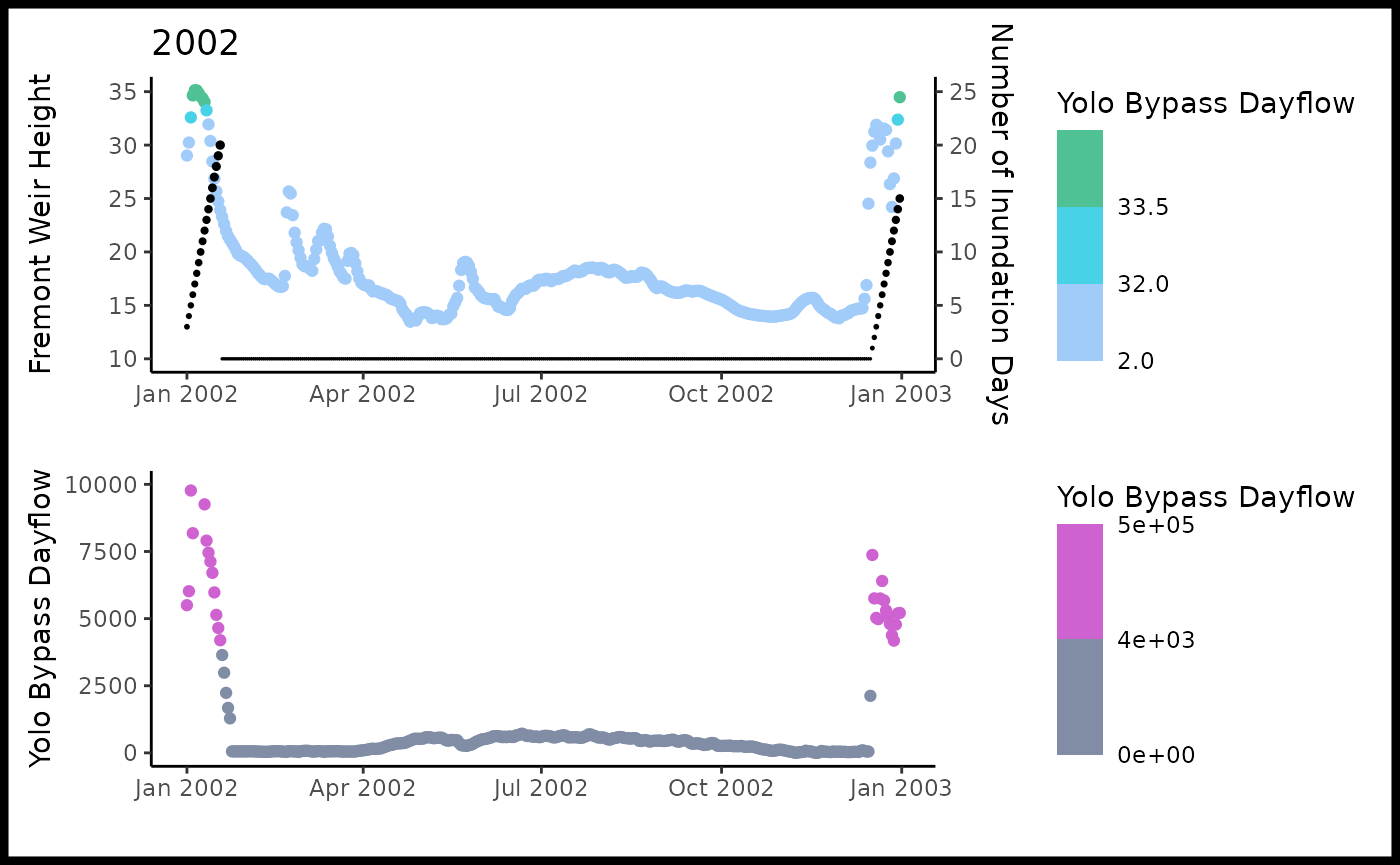 2002
Fremont Weir Height
35
30
25
20
15
10
25
20
15
10
5
0
Number of Inundation Days
Jan 2002
Apr 2002
Jul 2002
Oct 2002
Jan 2003
Yolo Bypass Dayflow
33.5
32.0
2.0
Yolo Bypass Dayflow
10000
7500
5000
2500
0
Jan 2002
Apr 2002
Jul 2002
Oct 2002
Jan 2003
Yolo Bypass Dayflow
5e+05
4e+03
0e+00